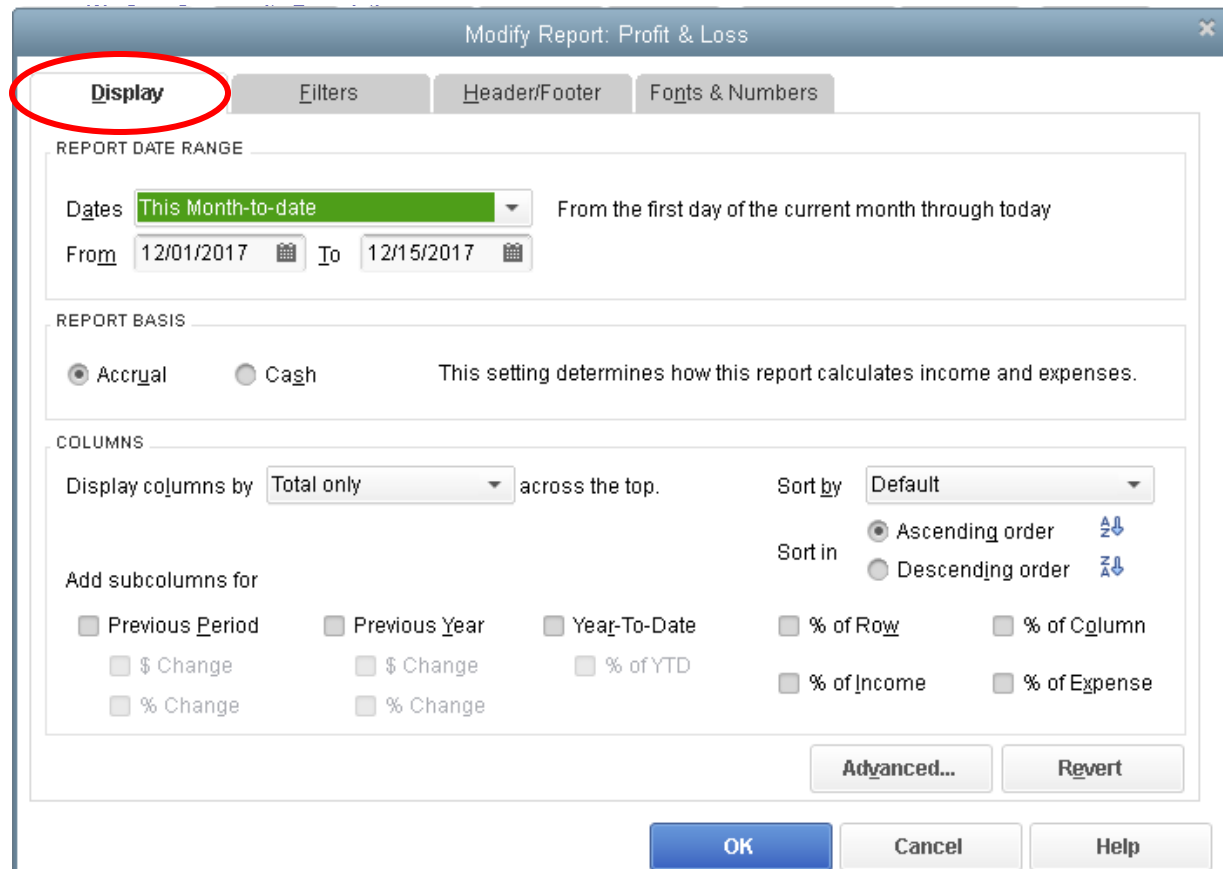 Modify Report: Profit & Loss
Display Filters Header/Footer Fonts & Numbers
REPORT DATE RANGE
Dates This Month-to-date From the first day of the current month through today
From 12/01/2017 To 12/15/2017
REPORT BASIS
Accrual Cash This setting determines how this report calculates income and expenses.
COLUMNS
Display columns by Total only across the top. Sort by Default
Sort in Ascending order
Descending order
Add subcolumns for
Previous Period Previous Year Year-To-Date % of Row % of Column
$ Change $ Change % of YTD
% of Income % of Expense
% Change % Change
Advanced... Revert
OK Cancel Help